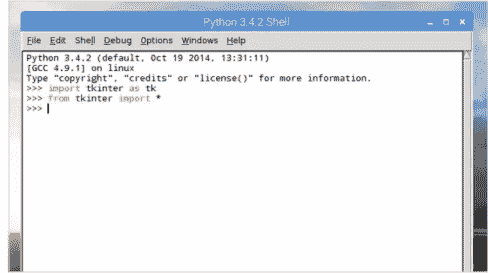 Python 3.4.2 Shell
File Edit Shell Debug Options Windows Help
Python 3.4.2 (default, Oct 19 2014, 13:31:11)
[GCC 4.9.1] on linux
Type "copyright", "credits" or "license()" for more information.
>>> import tkinter as tk
>>> from tkinter import *
>>>